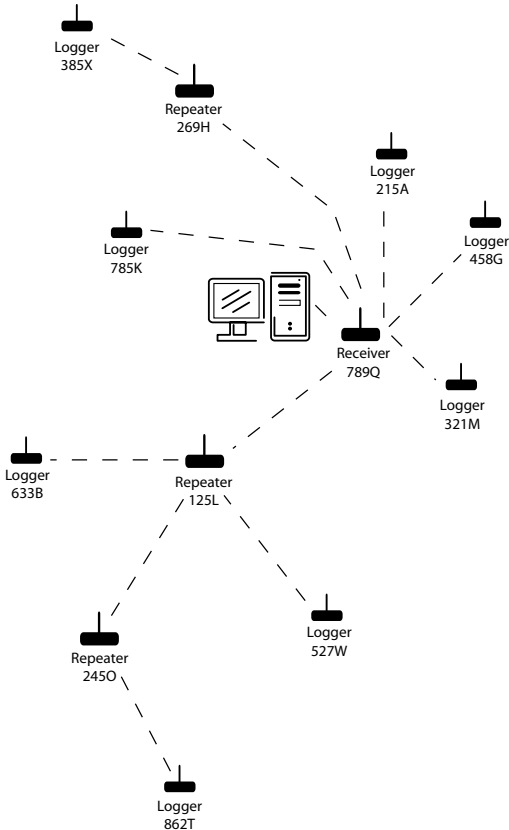 Logger
385X
Repeater
269H
Logger
215A
Logger
458G
Logger
785K
Receiver
789Q
Logger
321M
Logger
633B
Repeater
125L
Logger
527W
Repeater
245O
Logger
862T